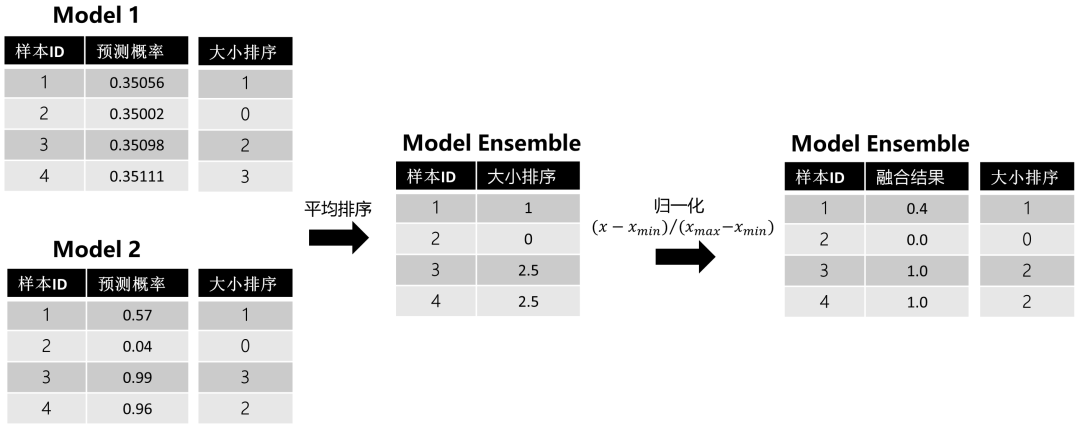 Model 1
样本ID 预测概率 大小排序
1 0.35056 1
2 0.35002 0
3 0.35098 2
4 0.35111 3
Model 2
样本ID 预测概率 大小排序
1 0.57 1
2 0.04 0
3 0.99 3
4 0.96 2
平均排序
Model Ensemble
样本ID 大小排序
1 1
2 0
3 2.5
4 2.5
归一化
(x − x_min)/(x_max−x_min)
Model Ensemble
样本ID 融合结果 大小排序
1 0.4 1
2 0.0 0
3 1.0 2
4 1.0 2